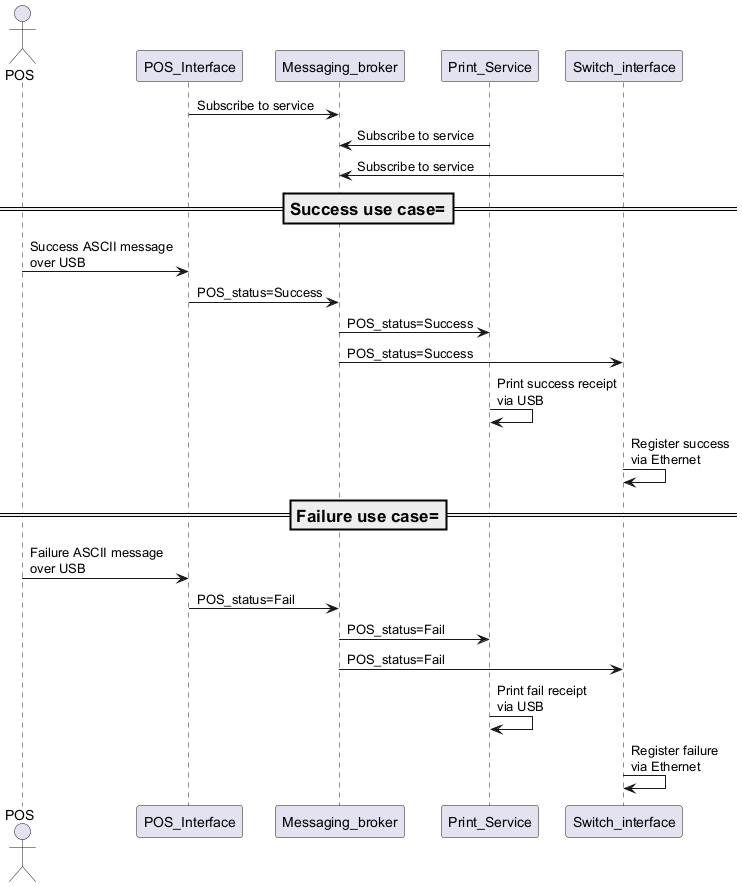 POS
POS_Interface
Messaging_broker
Print_Service
Switch_interface
Subscribe to service
Subscribe to service
Subscribe to service
Success use case=
Success ASCII message
over USB
POS_status=Success
POS_status=Success
POS_status=Success
Print success receipt
via USB
Register success
via Ethernet
Failure use case=
Failure ASCII message
over USB
POS_status=Fail
POS_status=Fail
POS_status=Fail
Print fail receipt
via USB
Register failure
via Ethernet
POS
POS_Interface
Messaging_broker
Print_Service
Switch_interface